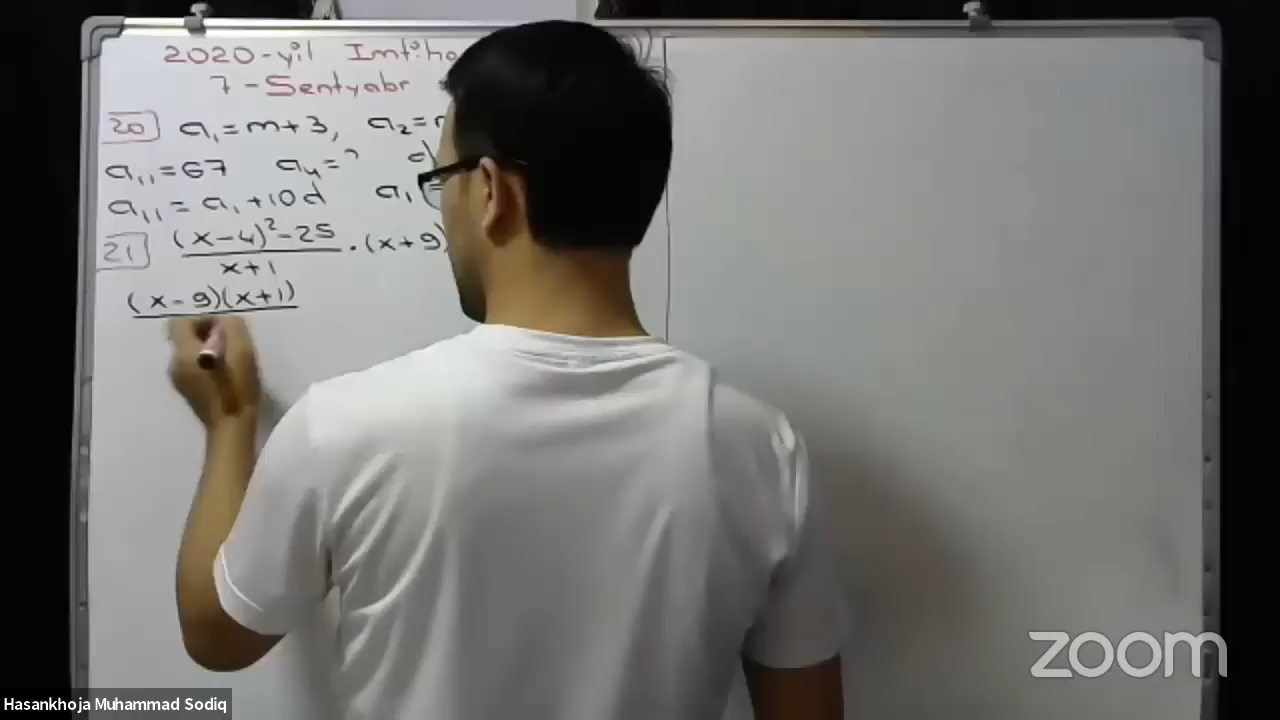 2020-yil
7-Sentyabr
20 a₁=m+3, a₂=
a₁₁=67 a₄=? d
a₁₁=a₁+10d a₁
21 (x-4)²-25 / x+1 · (x+9)
(x-9)(x+1)
zoom
Hasankhoja Muhammad Sodiq